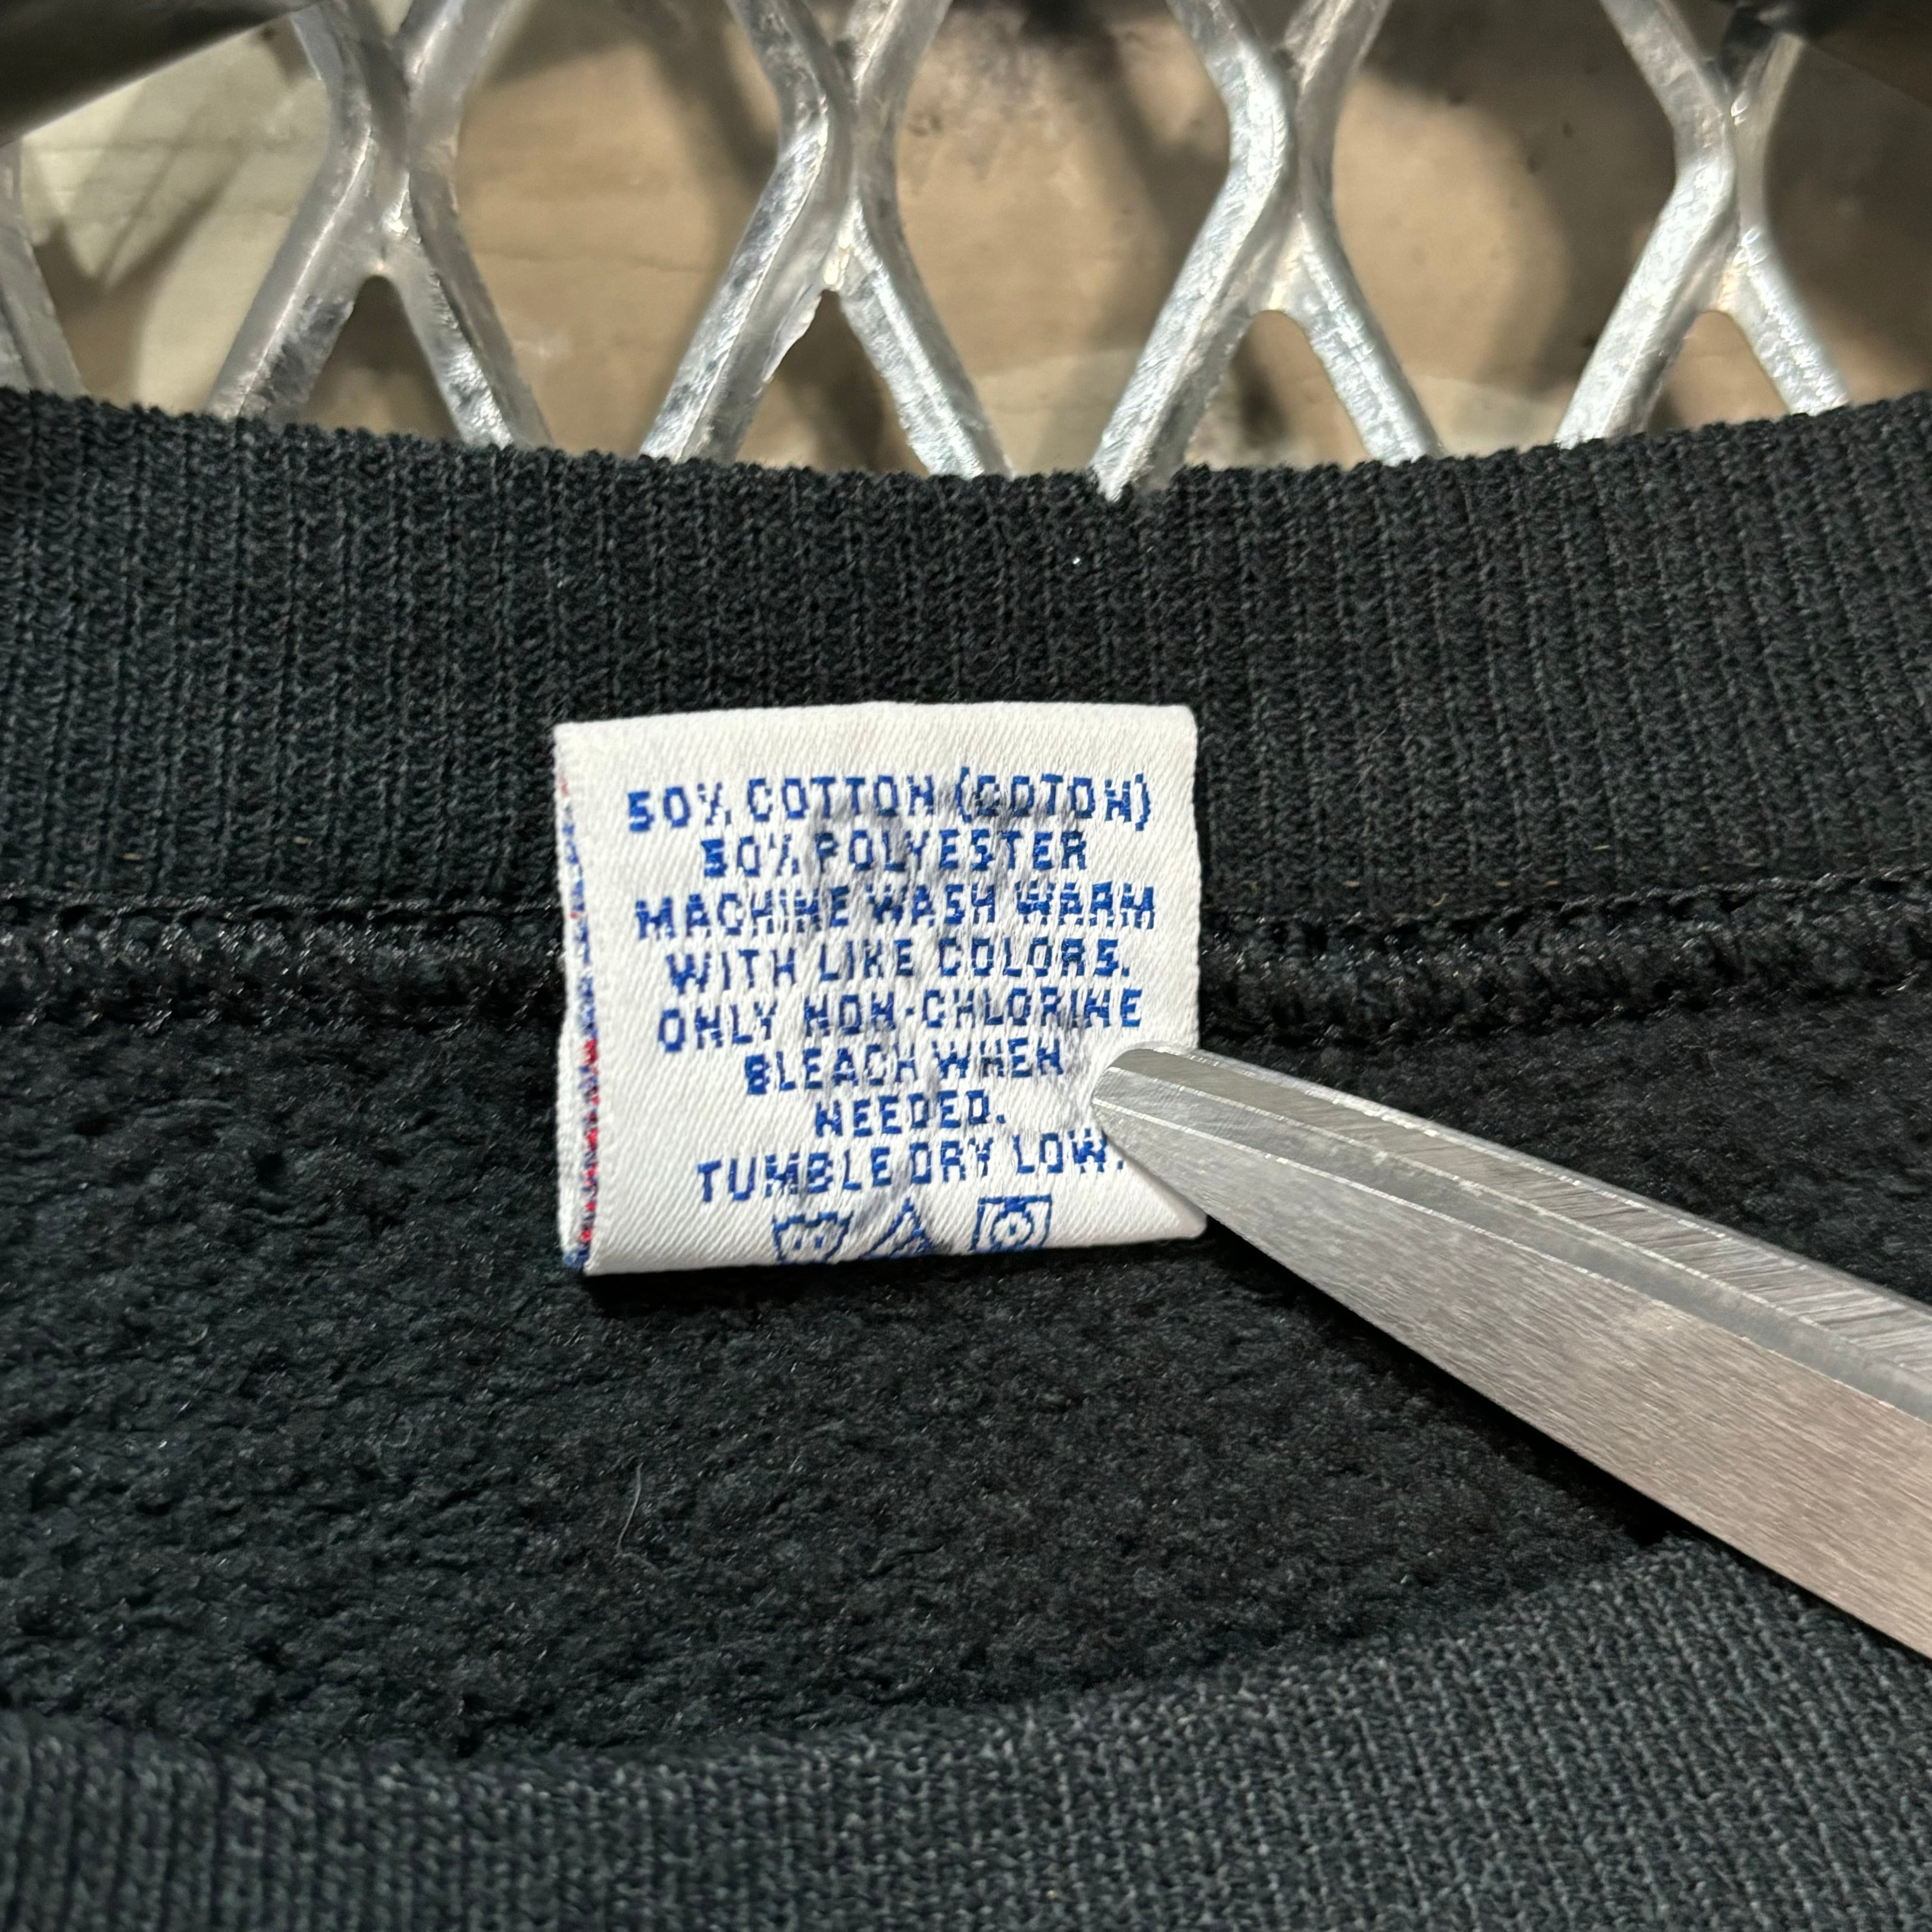 50% COTTON (COTON)
50% POLYESTER
MACHINE WASH WARM
WITH LIKE COLORS.
ONLY NON-CHLORINE
BLEACH WHEN
NEEDED.
TUMBLE DRY LOW.